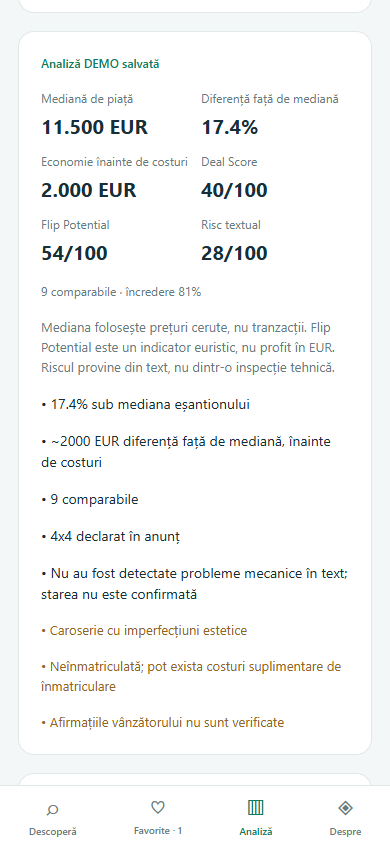 Analiză DEMO salvată
Mediană de piață
Diferență față de mediană
11.500 EUR
17.4%
Economie înainte de costuri
Deal Score
2.000 EUR
40/100
Flip Potential
Risc textual
54/100
28/100
9 comparabile · încredere 81%
Mediana folosește prețuri cerute, nu tranzacții. Flip
Potential este un indicator euristic, nu profit în EUR.
Riscul provine din text, nu dintr-o inspecție tehnică.
• 17.4% sub mediana eșantionului
• ~2000 EUR diferență față de mediană, înainte
de costuri
• 9 comparabile
• 4x4 declarat în anunț
• Nu au fost detectate probleme mecanice în text;
starea nu este confirmată
• Caroserie cu imperfecțiuni estetice
• Neînmatriculată; pot exista costuri suplimentare de
înmatriculare
• Afirmațiile vânzătorului nu sunt verificate
Descoperă
Favorite · 1
Analiză
Despre